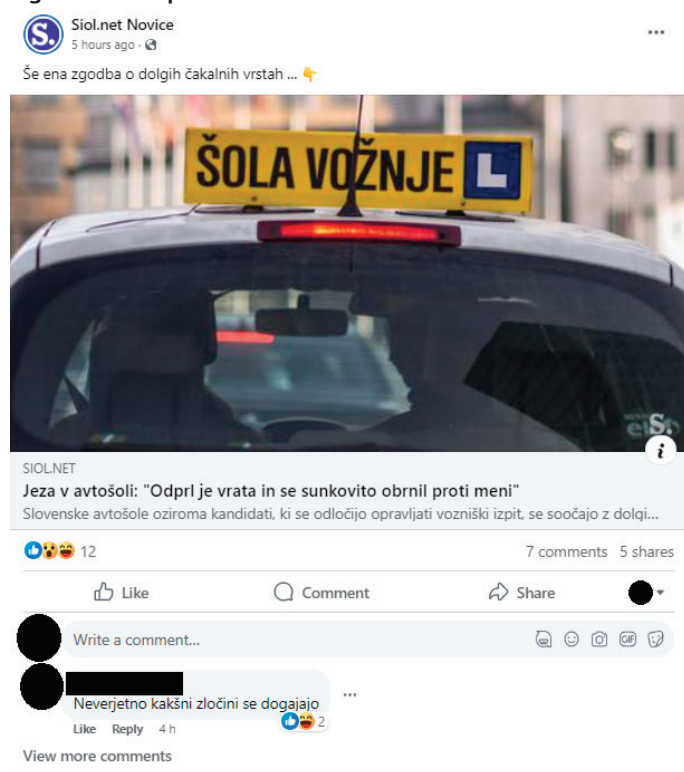 Siol.net Novice
5 hours ago
Še ena zgodba o dolgih čakalnih vrstah ...
ŠOLA VOŽNJE L
S.
SIOL.NET
Jeza v avtošoli: "Odprl je vrata in se sunkovito obrnil proti meni"
Slovenske avtošole oziroma kandidati, ki se odločijo opravljati vozniški izpit, se soočajo z dolgi...
12
7 comments 5 shares
Like Comment Share
Write a comment...
GIF
Neverjetno kakšni zločini se dogajajo
2
Like Reply 4 h
View more comments